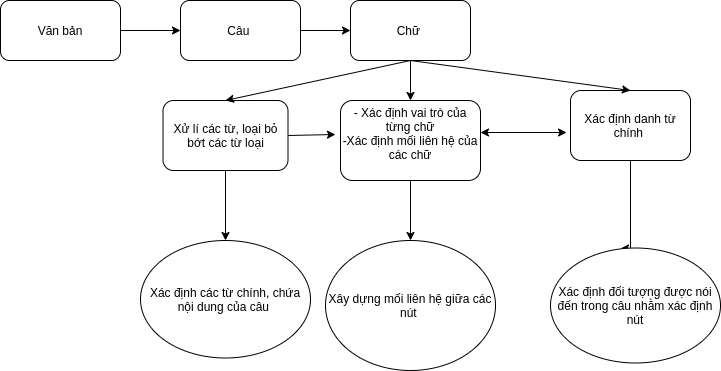 Văn bản
Câu
Chữ
Xử lí các từ, loại bỏ
bớt các từ loại
- Xác định vai trò của
từng chữ
-Xác định mối liên hệ của
các chữ
Xác định danh từ
chính
Xác định các từ chính, chứa
nội dung của câu
Xây dựng mối liên hệ giữa các
nút
Xác định đối tượng được nói
đến trong câu nhằm xác định
nút